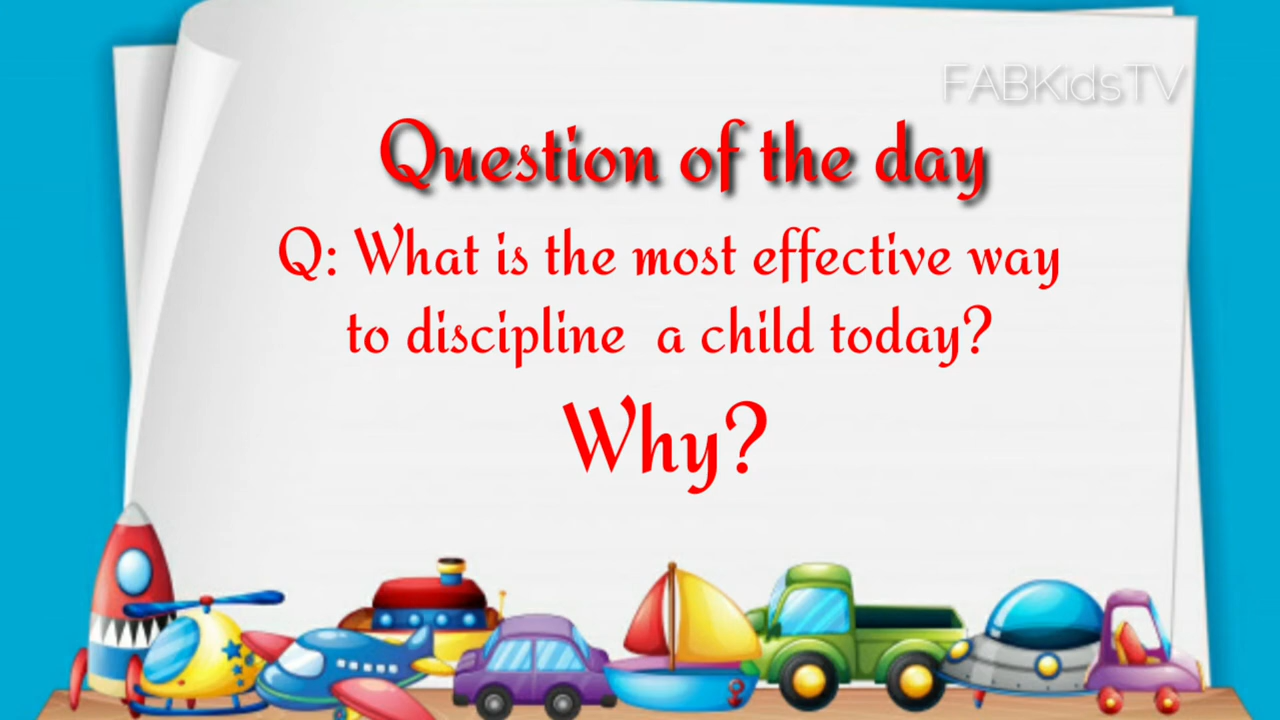 FABKidsTV
Question of the day
Q: What is the most effective way
to discipline  a child today?
Why?